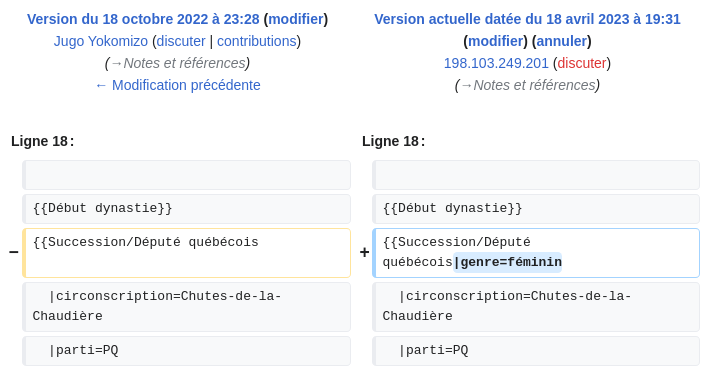 Version du 18 octobre 2022 à 23:28 (modifier)
Jugo Yokomizo (discuter | contributions)
(→Notes et références)
← Modification précédente
Version actuelle datée du 18 avril 2023 à 19:31
(modifier) (annuler)
198.103.249.201 (discuter)
(→Notes et références)
Ligne 18 :
Ligne 18 :
{{Début dynastie}}
{{Début dynastie}}
− {{Succession/Député québécois
+ {{Succession/Député
québécois|genre=féminin
|circonscription=Chutes-de-la-
Chaudière
|circonscription=Chutes-de-la-
Chaudière
|parti=PQ
|parti=PQ